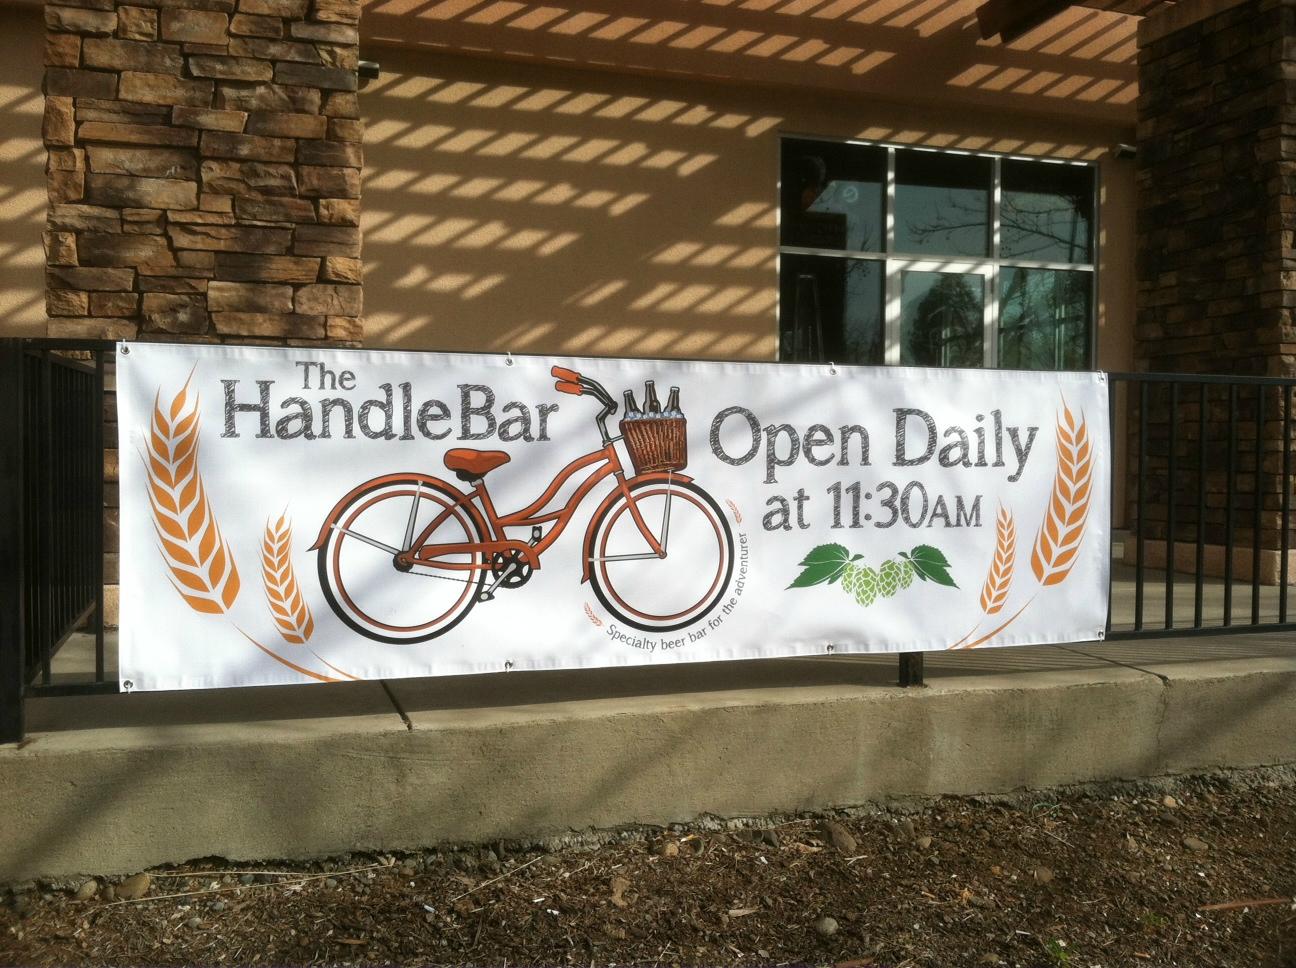 The
HandleBar
Open Daily
at 11:30AM
Specialty beer bar for the adventurer